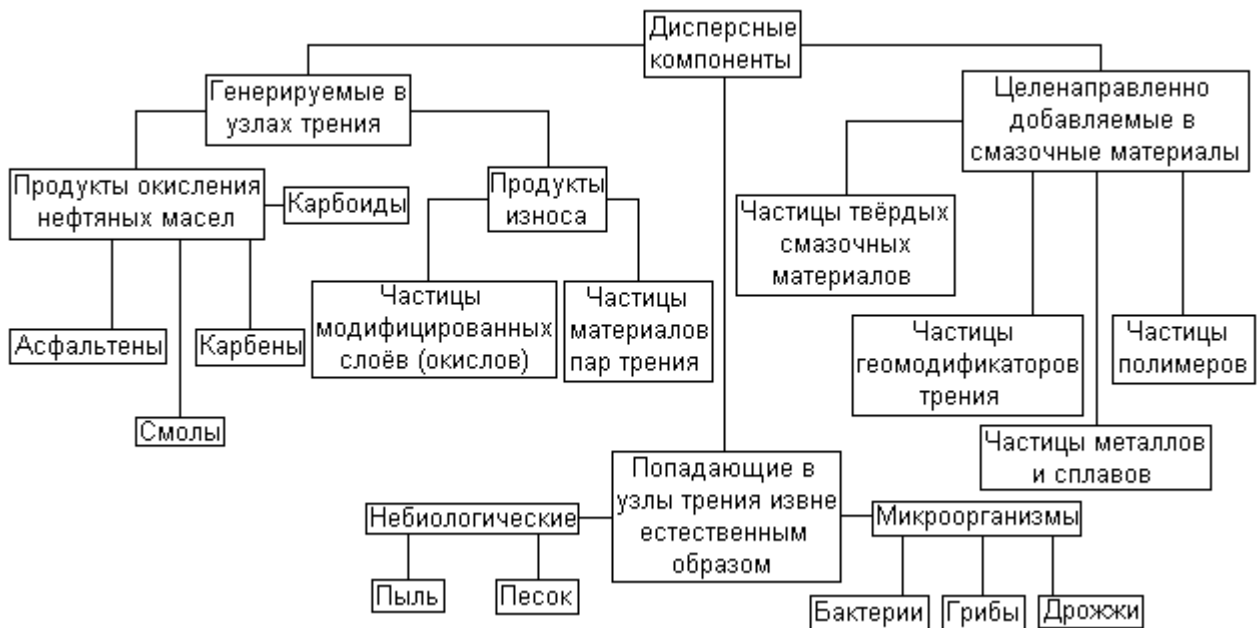 Дисперсные
компоненты
Генерируемые в
узлах трения
Целенаправленно
добавляемые в
смазочные материалы
Продукты окисления
нефтяных масел
Карбоиды
Продукты
износа
Частицы твёрдых
смазочных
материалов
Асфальтены
Карбены
Смолы
Частицы
модифицированных
слоёв (окислов)
Частицы
материалов
пар трения
Частицы
геомодификаторов
трения
Частицы
полимеров
Частицы металлов
и сплавов
Попадающие в
узлы трения извне
естественным
образом
Небиологические
Микроорганизмы
Пыль
Песок
Бактерии
Грибы
Дрожжи